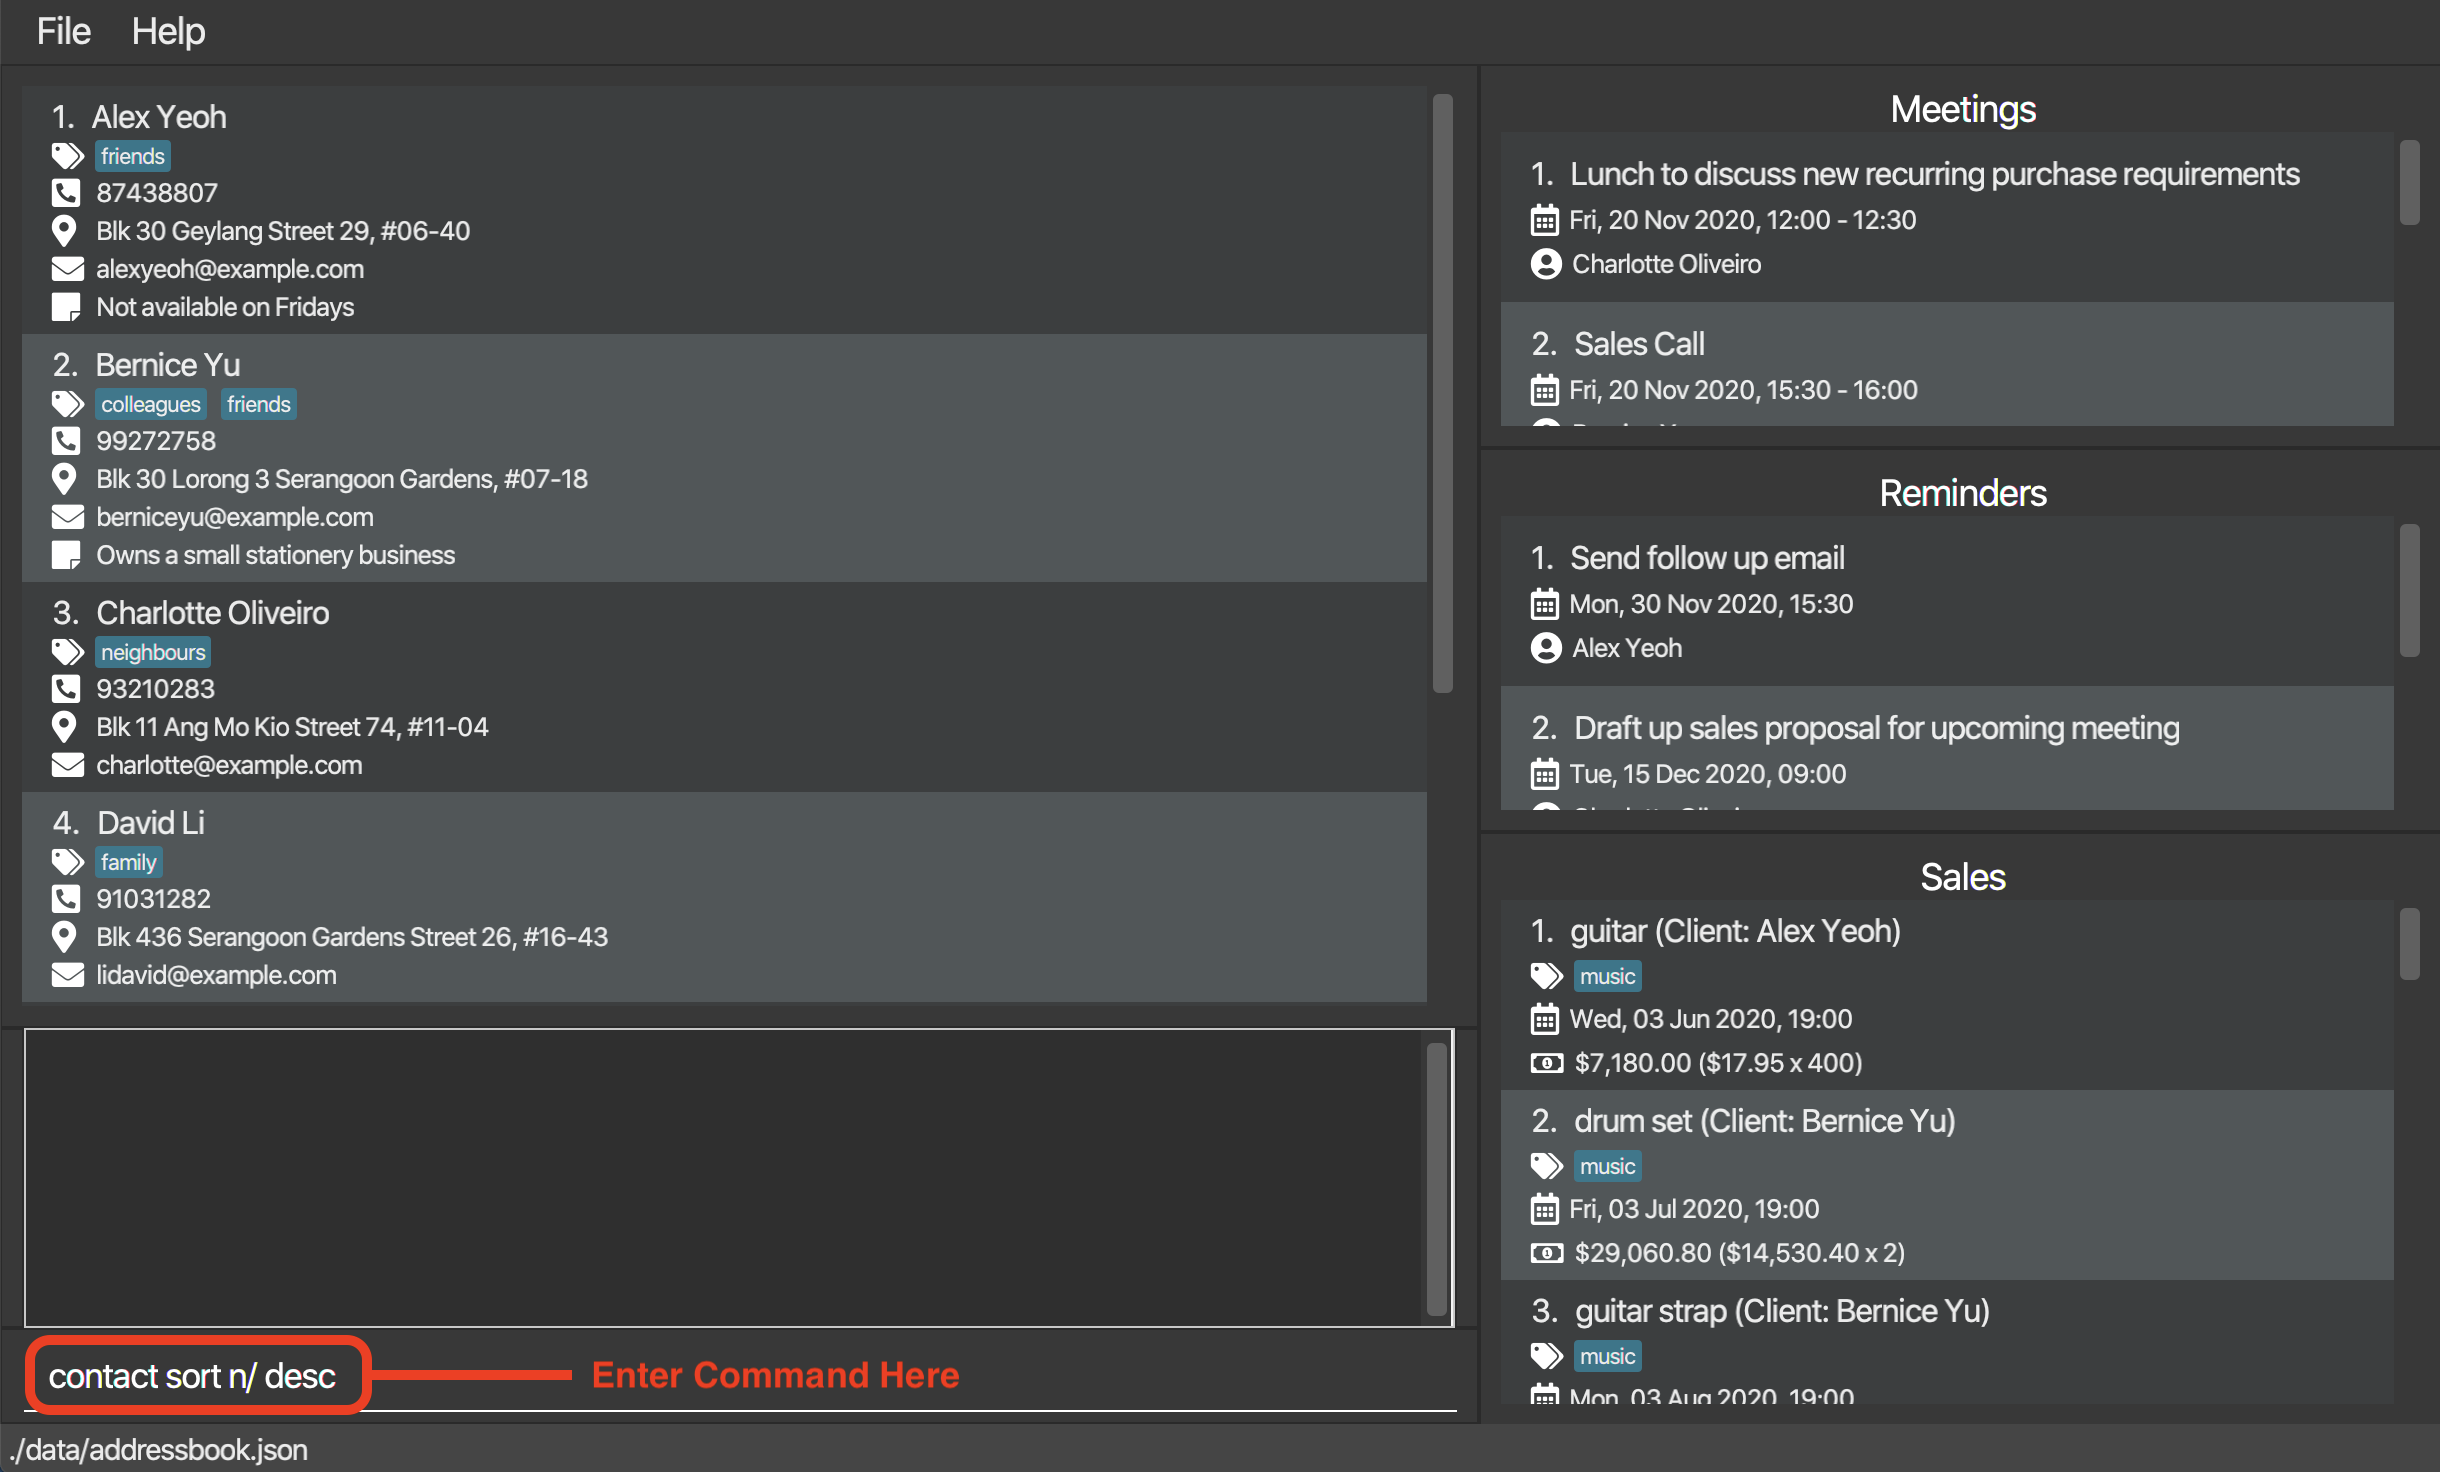 File Help
1. Alex Yeoh
friends
87438807
Blk 30 Geylang Street 29, #06-40
alexyeoh@example.com
Not available on Fridays
2. Bernice Yu
colleagues friends
99272758
Blk 30 Lorong 3 Serangoon Gardens, #07-18
berniceyu@example.com
Owns a small stationery business
3. Charlotte Oliveiro
neighbours
93210283
Blk 11 Ang Mo Kio Street 74, #11-04
charlotte@example.com
4. David Li
family
91031282
Blk 436 Serangoon Gardens Street 26, #16-43
lidavid@example.com
contact sort n/ desc
Enter Command Here
./data/addressbook.json
Meetings
1. Lunch to discuss new recurring purchase requirements
Fri, 20 Nov 2020, 12:00 - 12:30
Charlotte Oliveiro
2. Sales Call
Fri, 20 Nov 2020, 15:30 - 16:00
Reminders
1. Send follow up email
Mon, 30 Nov 2020, 15:30
Alex Yeoh
2. Draft up sales proposal for upcoming meeting
Tue, 15 Dec 2020, 09:00
Sales
1. guitar (Client: Alex Yeoh)
music
Wed, 03 Jun 2020, 19:00
$7,180.00 ($17.95 x 400)
2. drum set (Client: Bernice Yu)
music
Fri, 03 Jul 2020, 19:00
$29,060.80 ($14,530.40 x 2)
3. guitar strap (Client: Bernice Yu)
music
Mon, 03 Aug 2020, 19:00